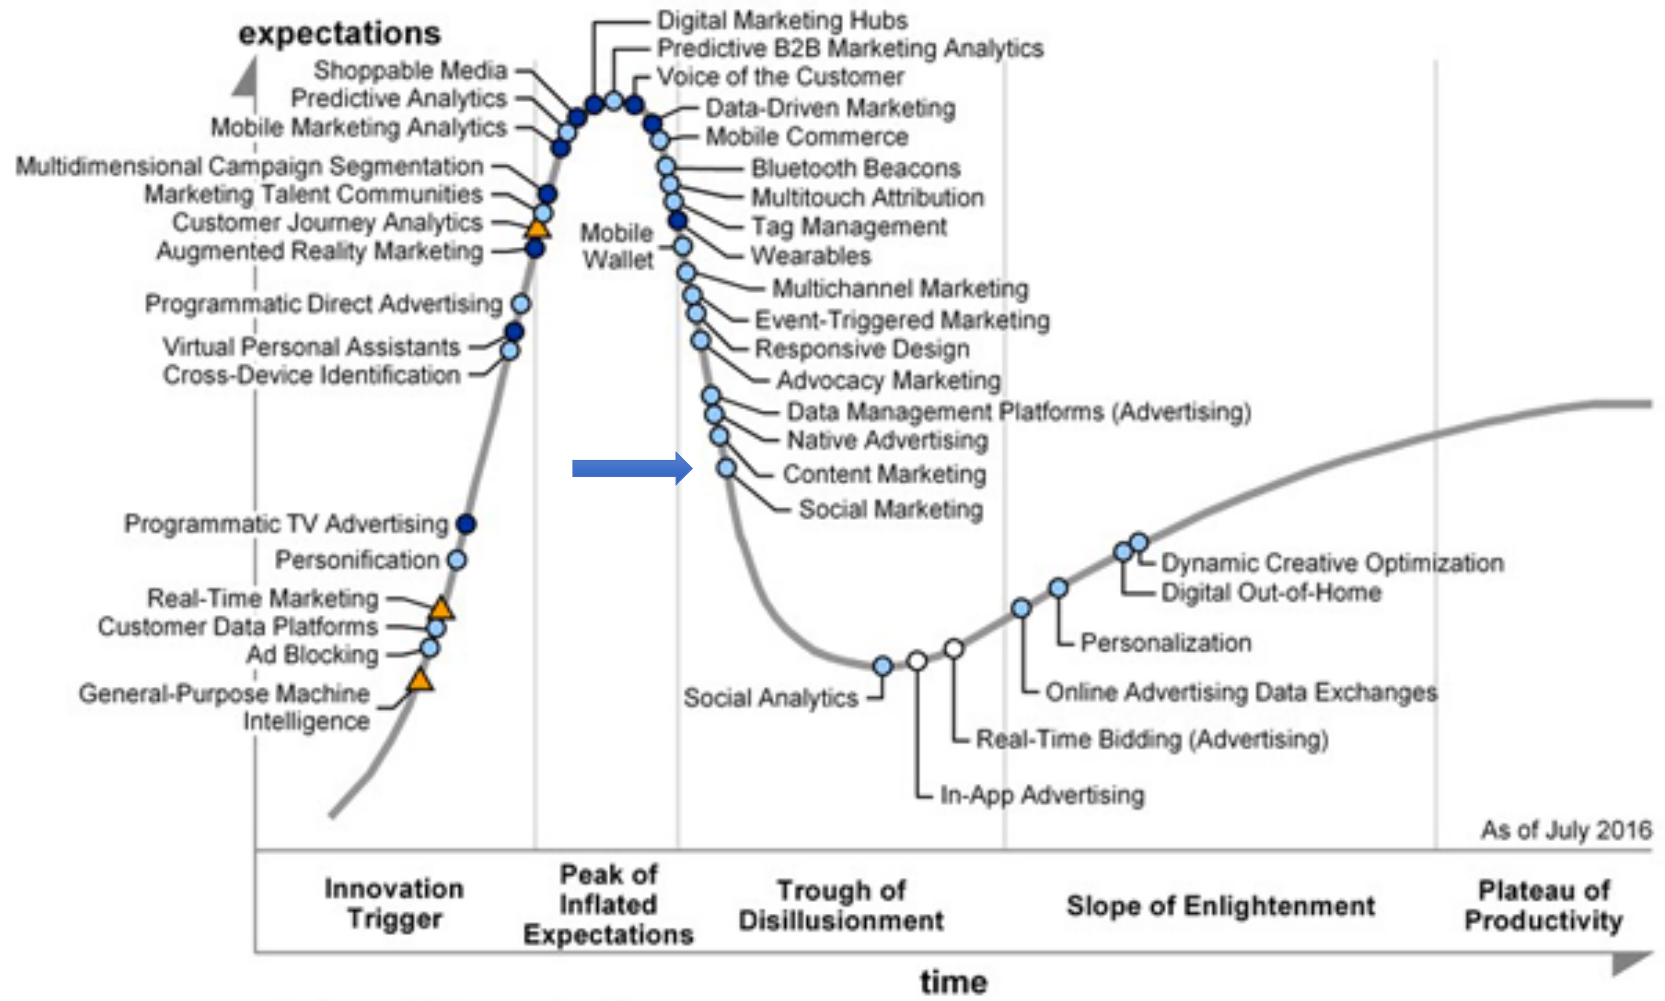 expectations
Digital Marketing Hubs
Predictive B2B Marketing Analytics
Shoppable Media
Voice of the Customer
Predictive Analytics
Data-Driven Marketing
Mobile Marketing Analytics
Mobile Commerce
Multidimensional Campaign Segmentation
Bluetooth Beacons
Marketing Talent Communities
Multitouch Attribution
Customer Journey Analytics
Tag Management
Augmented Reality Marketing
Mobile
Wallet
Wearables
Multichannel Marketing
Programmatic Direct Advertising
Event-Triggered Marketing
Virtual Personal Assistants
Responsive Design
Cross-Device Identification
Advocacy Marketing
Data Management Platforms (Advertising)
Native Advertising
Content Marketing
Social Marketing
Programmatic TV Advertising
Personification
Real-Time Marketing
Customer Data Platforms
Ad Blocking
General-Purpose Machine
Intelligence
Dynamic Creative Optimization
Digital Out-of-Home
Personalization
Online Advertising Data Exchanges
Social Analytics
Real-Time Bidding (Advertising)
In-App Advertising
As of July 2016
Innovation
Trigger
Peak of
Inflated
Expectations
Trough of
Disillusionment
Slope of Enlightenment
Plateau of
Productivity
time